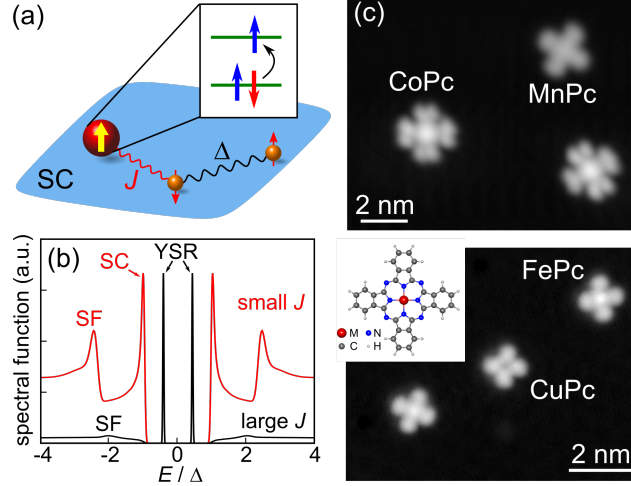 (a)
SC
J
Δ
(b)
spectral function (a.u.)
SC
YSR
SF
small J
SF
large J
-4
-2
0
2
4
E / Δ
(c)
CoPc
MnPc
2 nm
M
N
C
H
FePc
CuPc
2 nm